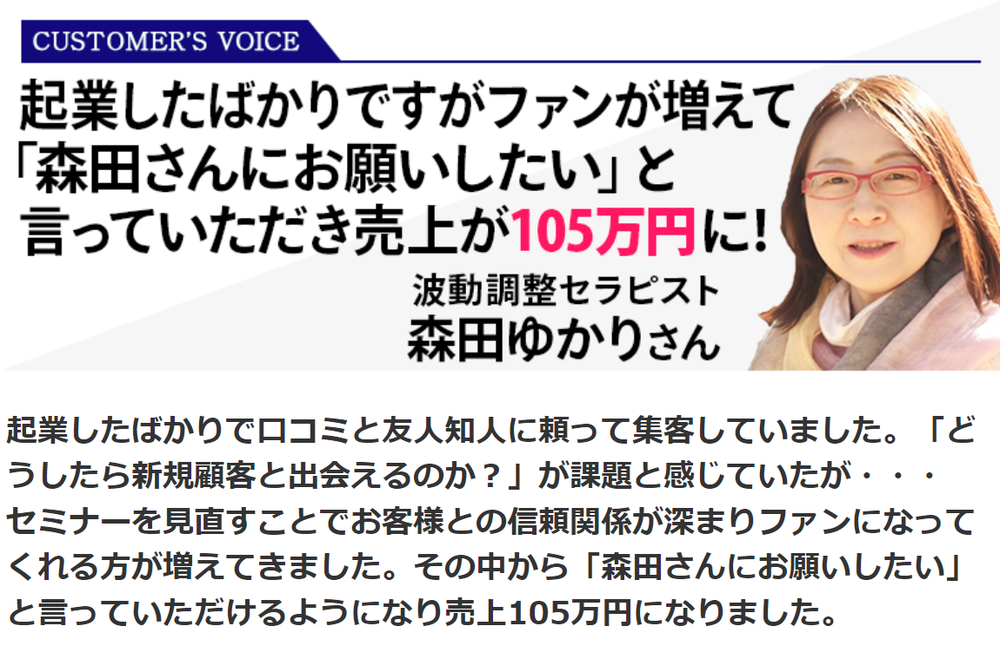 CUSTOMER'S VOICE
起業したばかりですがファンが増えて
「森田さんにお願いしたい」と
言っていただき売上が105万円に!
波動調整セラピスト
森田ゆかりさん
起業したばかりで口コミと友人知人に頼って集客していました。「ど
うしたら新規顧客と出会えるのか？」が課題と感じていたが・・・
セミナーを見直すことでお客様との信頼関係が深まりファンになって
くれる方が増えてきました。その中から「森田さんにお願いしたい」
と言っていただけるようになり売上105万円になりました。